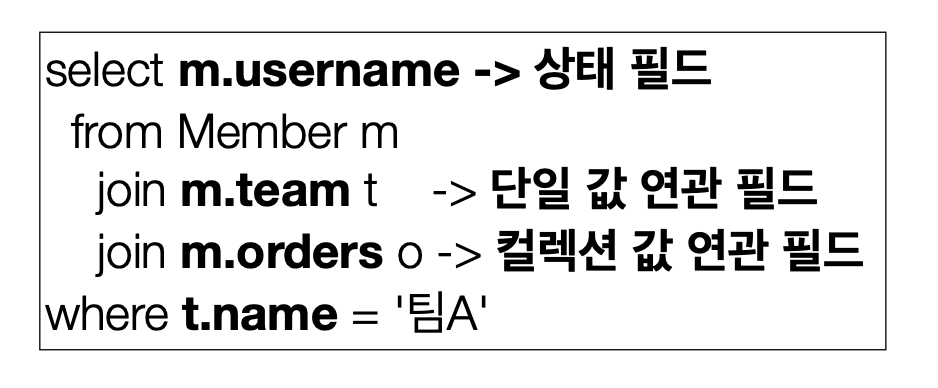 select m.username -> 상태 필드
from Member m
join m.team t -> 단일 값 연관 필드
join m.orders o -> 컬렉션 값 연관 필드
where t.name = '팀A'